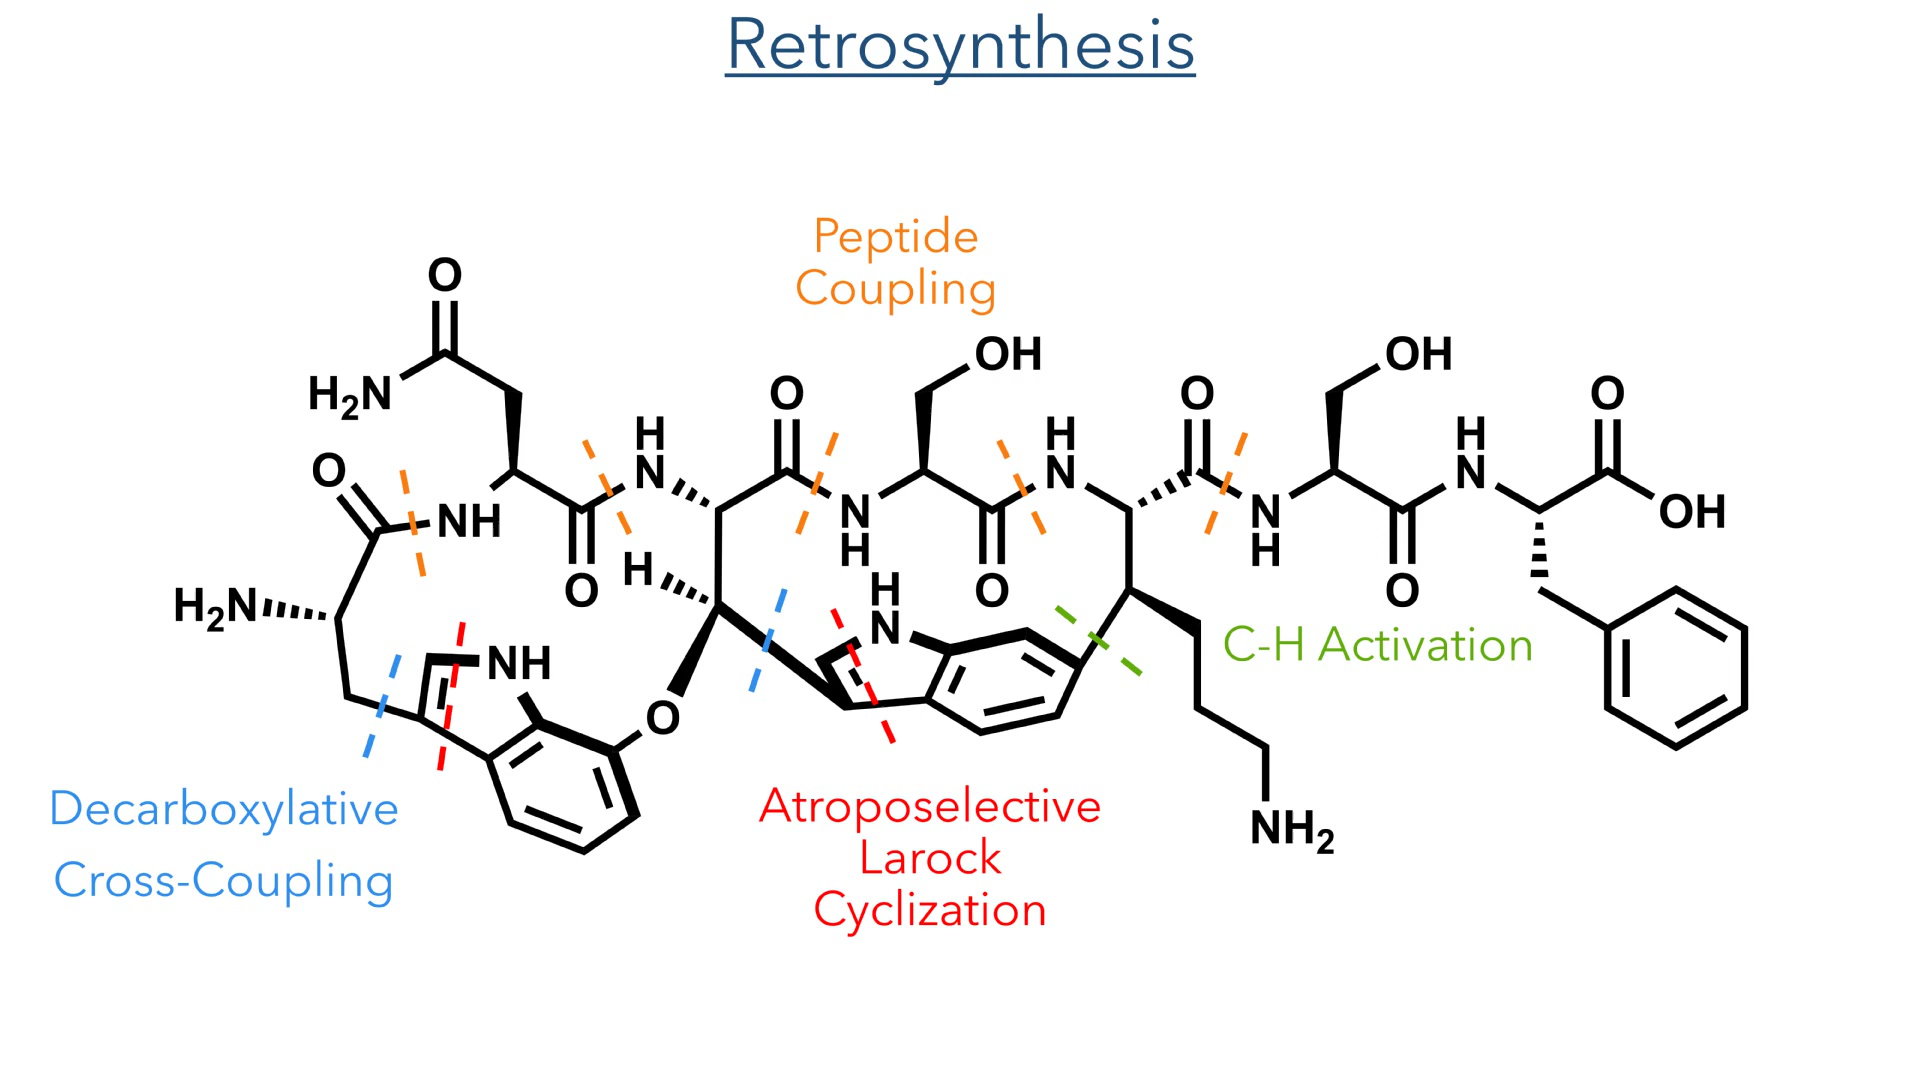 Retrosynthesis
Peptide
Coupling
O
OH
OH
H₂N
O
O
O
H
N
H
N
H
N
O
NH
N
H
N
H
OH
H
O
H
N
O
O
H₂N
NH
C-H Activation
O
NH₂
Decarboxylative
Cross-Coupling
Atroposelective
Larock
Cyclization